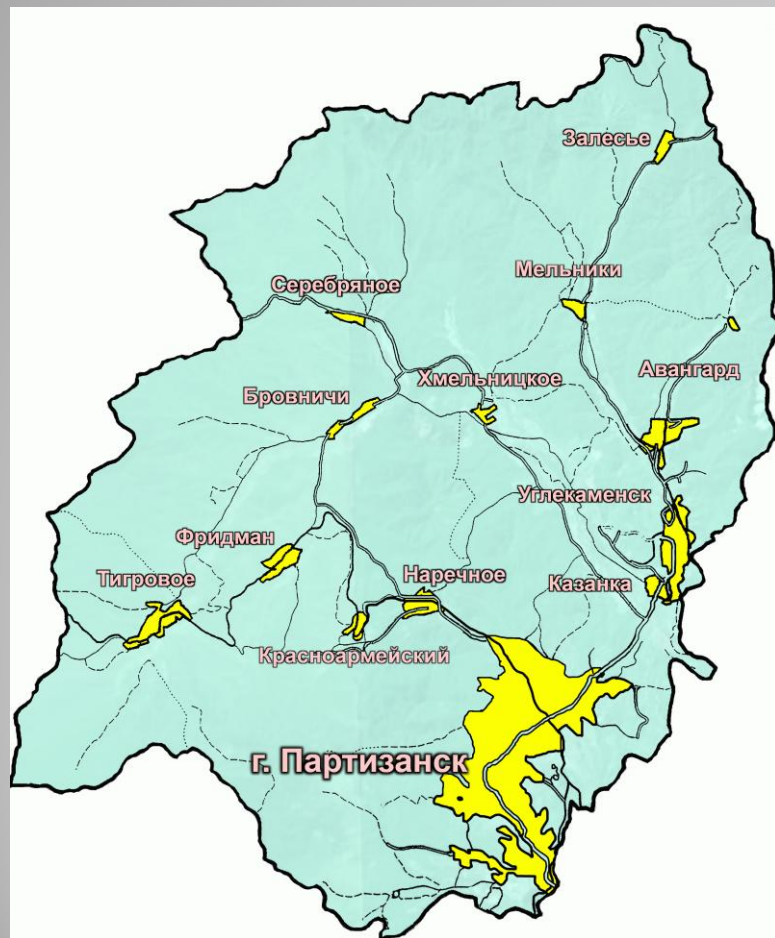 Залесье
Мельники
Серебряное
Авангард
Хмельницкое
Бровничи
Углекаменск
Фридман
Тигровое
Наречное
Казанка
Красноармейский
г. Партизанск